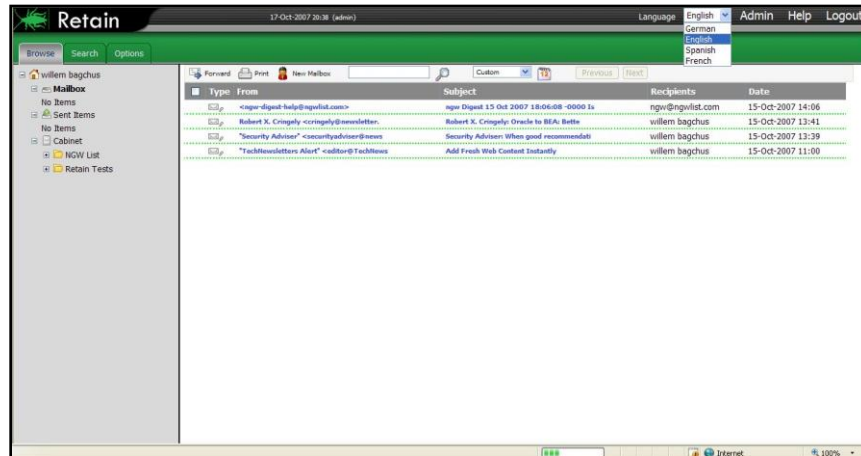 Retain
17-Oct-2007 20:38 (admin)
Language English Admin Help Logout
German
English
Spanish
French
Browse Search Options
willem bagchus
Mailbox
No Items
Sent Items
No Items
Cabinet
NGW List
Retain Tests
Forward Print New Mailbox Custom Previous Next
Type From Subject Recipients Date
<ngw-digest-help@ngwlist.com> ngw Digest 15 Oct 2007 18:06:08 -0000 Is ngw@ngwlist.com 15-Oct-2007 14:06
Robert X. Cringely <cringely@newsletter. Robert X. Cringely: Oracle to BEA: Bette willem bagchus 15-Oct-2007 13:41
"Security Adviser" <securityadviser@news Security Adviser: When good recommendati willem bagchus 15-Oct-2007 13:39
"TechNewsletters Alert" <editor@TechNews Add Fresh Web Content Instantly willem bagchus 15-Oct-2007 11:00
Internet 100%